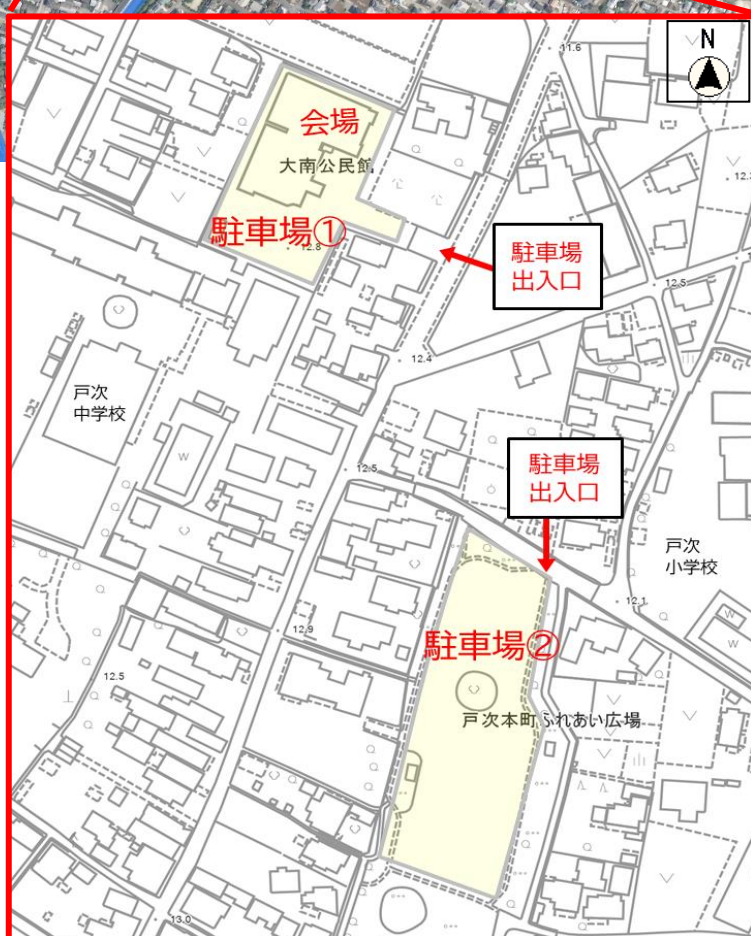 N
11.6
会場
大南公民館
12.3
駐車場①
12.8
駐車場
出入口
12.5
12.4
戸次
中学校
W
12.5
駐車場
出入口
戸次
小学校
12.1
W
W
12.9
駐車場②
12.5
戸次本町ふれあい広場
13.0